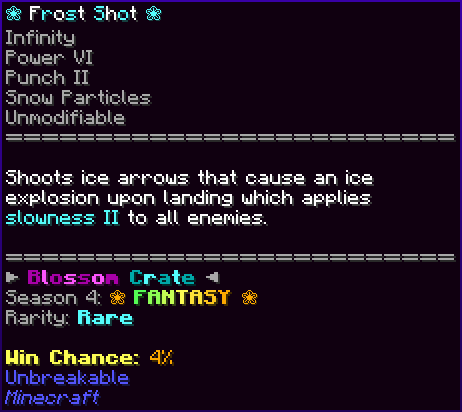 ❀ Frost Shot ❀
Infinity
Power VI
Punch II
Snow Particles
Unmodifiable
==============================
Shoots ice arrows that cause an ice
explosion upon landing which applies
slowness II to all enemies.
==============================
► Blossom Crate ◄
Season 4: ❀ FANTASY ❀
Rarity: Rare
Win Chance: 4%
Unbreakable
Minecraft